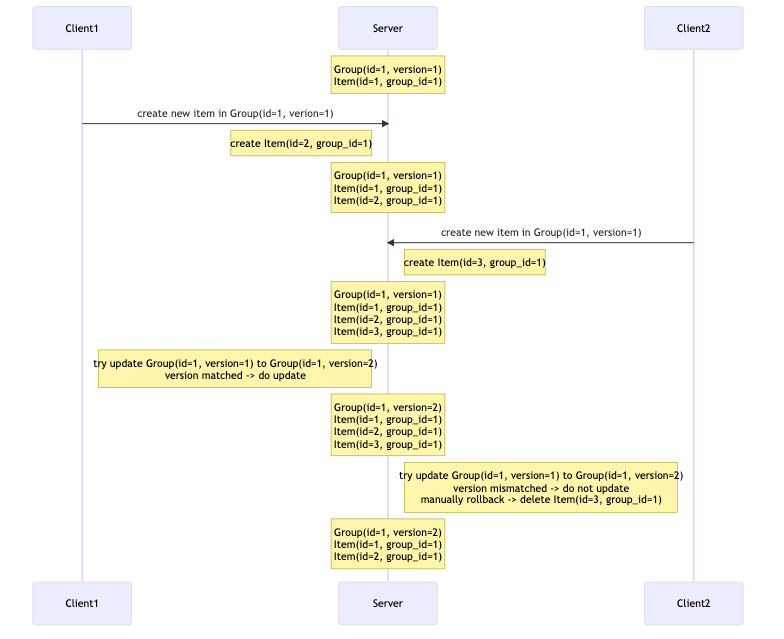 Client1
Server
Client2
Group(id=1, version=1)
Item(id=1, group_id=1)
create new item in Group(id=1, verion=1)
create Item(id=2, group_id=1)
Group(id=1, version=1)
Item(id=1, group_id=1)
Item(id=2, group_id=1)
create new item in Group(id=1, version=1)
create Item(id=3, group_id=1)
Group(id=1, version=1)
Item(id=1, group_id=1)
Item(id=2, group_id=1)
Item(id=3, group_id=1)
try update Group(id=1, version=1) to Group(id=1, version=2)
version matched -> do update
Group(id=1, version=2)
Item(id=1, group_id=1)
Item(id=2, group_id=1)
Item(id=3, group_id=1)
try update Group(id=1, version=1) to Group(id=1, version=2)
version mismatched -> do not update
manually rollback -> delete Item(id=3, group_id=1)
Group(id=1, version=2)
Item(id=1, group_id=1)
Item(id=2, group_id=1)
Client1
Server
Client2